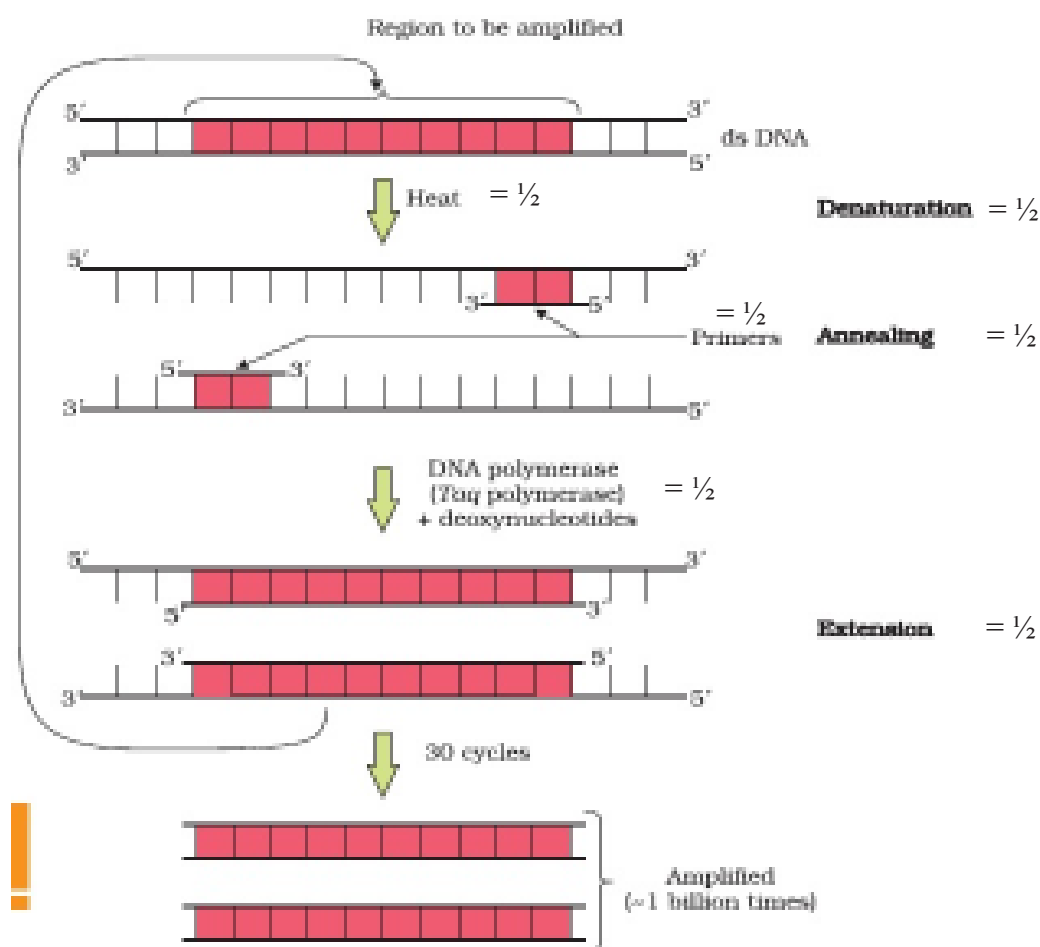 Region to be amplified
5′ 3′
ds DNA
3′ 5′
Heat = ½
Denaturation = ½
5′ 3′
3′ 5′
= ½
Primers Annealing = ½
5′ 3′
3′ 5′
DNA polymerase
(Taq polymerase) = ½
+ deoxynucleotides
5′ 3′
5′ 3′
Extension = ½
3′ 5′
3′ 5′
30 cycles
Amplified
(~1 billion times)